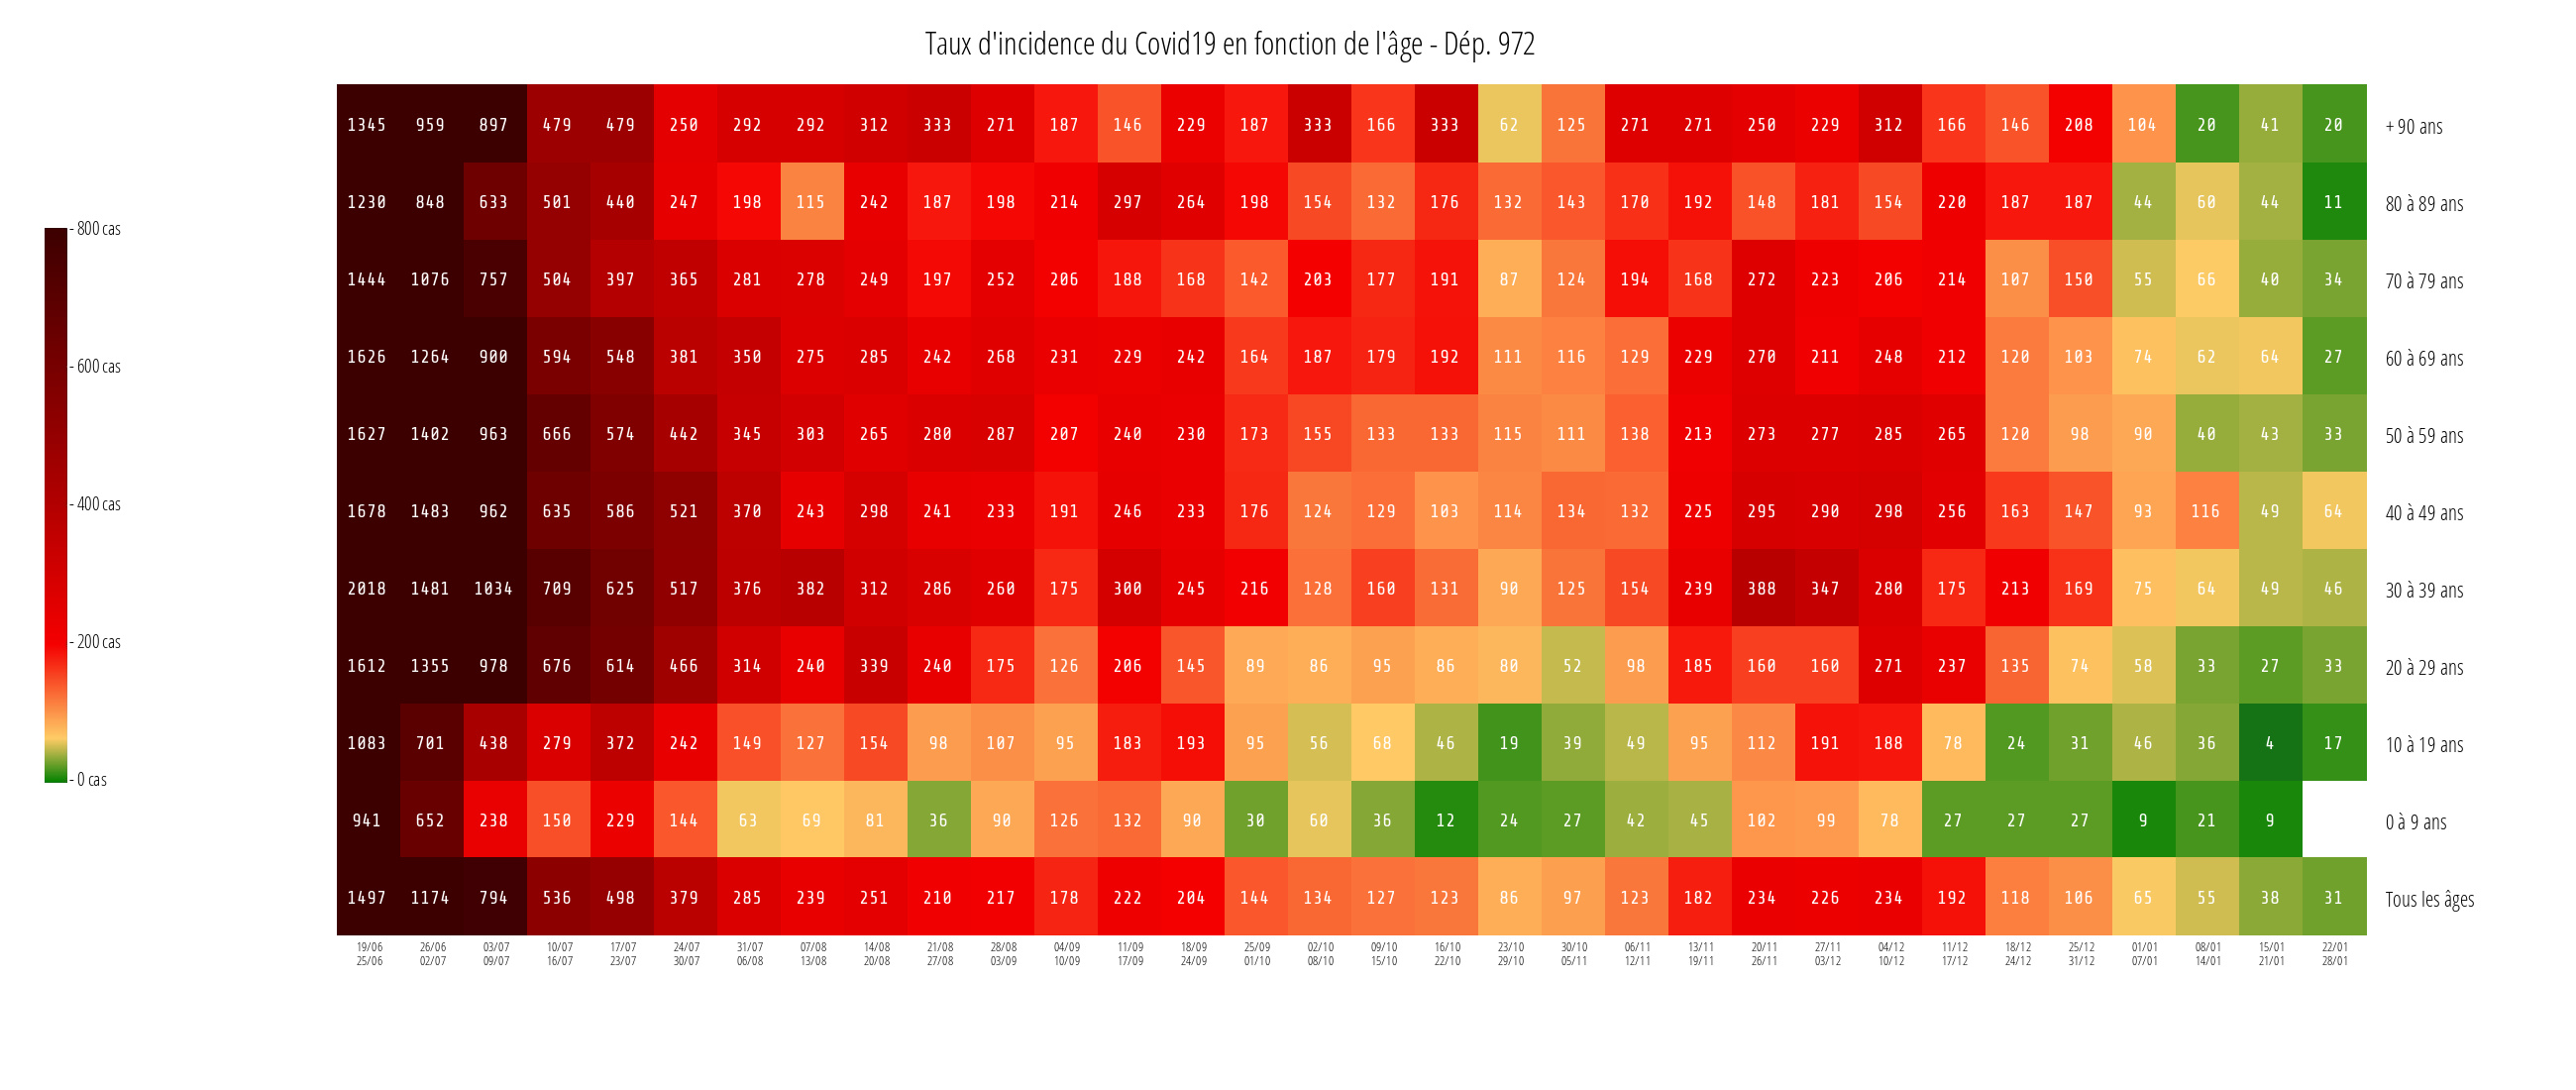 Taux d'incidence du Covid19 en fonction de l'âge - Dép. 972
- 800 cas
- 600 cas
- 400 cas
- 200 cas
- 0 cas
1345 959 897 479 479 250 292 292 312 333 271 187 146 229 187 333 166 333 62 125 271 271 250 229 312 166 146 208 104 20 41 20 + 90 ans
1230 848 633 501 440 247 198 115 242 187 198 214 297 264 198 154 132 176 132 143 170 192 148 181 154 220 187 187 44 60 44 11 80 à 89 ans
1444 1076 757 504 397 365 281 278 249 197 252 206 188 168 142 203 177 191 87 124 194 168 272 223 206 214 107 150 55 66 40 34 70 à 79 ans
1626 1264 900 594 548 381 350 275 285 242 268 231 229 242 164 187 179 192 111 116 129 229 270 211 248 212 120 103 74 62 64 27 60 à 69 ans
1627 1402 963 666 574 442 345 303 265 280 287 207 240 230 173 155 133 133 115 111 138 213 273 277 285 265 120 98 90 40 43 33 50 à 59 ans
1678 1483 962 635 586 521 370 243 298 241 233 191 246 233 176 124 129 103 114 134 132 225 295 290 298 256 163 147 93 116 49 64 40 à 49 ans
2018 1481 1034 709 625 517 376 382 312 286 260 175 300 245 216 128 160 131 90 125 154 239 388 347 280 175 213 169 75 64 49 46 30 à 39 ans
1612 1355 978 676 614 466 314 240 339 240 175 126 206 145 89 86 95 86 80 52 98 185 160 160 271 237 135 74 58 33 27 33 20 à 29 ans
1083 701 438 279 372 242 149 127 154 98 107 95 183 193 95 56 68 46 19 39 49 95 112 191 188 78 24 31 46 36 4 17 10 à 19 ans
941 652 238 150 229 144 63 69 81 36 90 126 132 90 30 60 36 12 24 27 42 45 102 99 78 27 27 27 9 21 9 0 à 9 ans
1497 1174 794 536 498 379 285 239 251 210 217 178 222 204 144 134 127 123 86 97 123 182 234 226 234 192 118 106 65 55 38 31 Tous les âges
19/06 26/06 03/07 10/07 17/07 24/07 31/07 07/08 14/08 21/08 28/08 04/09 11/09 18/09 25/09 02/10 09/10 16/10 23/10 30/10 06/11 13/11 20/11 27/11 04/12 11/12 18/12 25/12 01/01 08/01 15/01 22/01
25/06 02/07 09/07 16/07 23/07 30/07 06/08 13/08 20/08 27/08 03/09 10/09 17/09 24/09 01/10 08/10 15/10 22/10 29/10 05/11 12/11 19/11 26/11 03/12 10/12 17/12 24/12 31/12 07/01 14/01 21/01 28/01